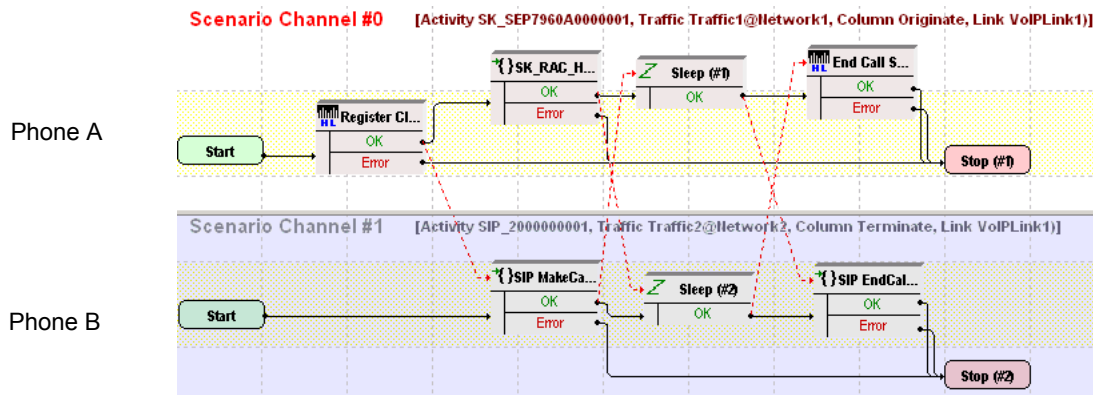 Scenario Channel #0 [Activity SK_SEP7960A0000001, Traffic Traffic1@Network1, Column Originate, Link VoIPLink1)]
{}SK_RAC_H...
OK
Error
Sleep (#1)
OK
HL End Call S...
OK
Error
Phone A
Start
HL Register Cl...
OK
Error
Stop (#1)
Scenario Channel #1 [Activity SIP_2000000001, Traffic Traffic2@Network2, Column Terminate, Link VoIPLink1)]
Phone B
Start
{}SIP MakeCa...
OK
Error
Sleep (#2)
OK
{}SIP EndCal...
OK
Error
Stop (#2)